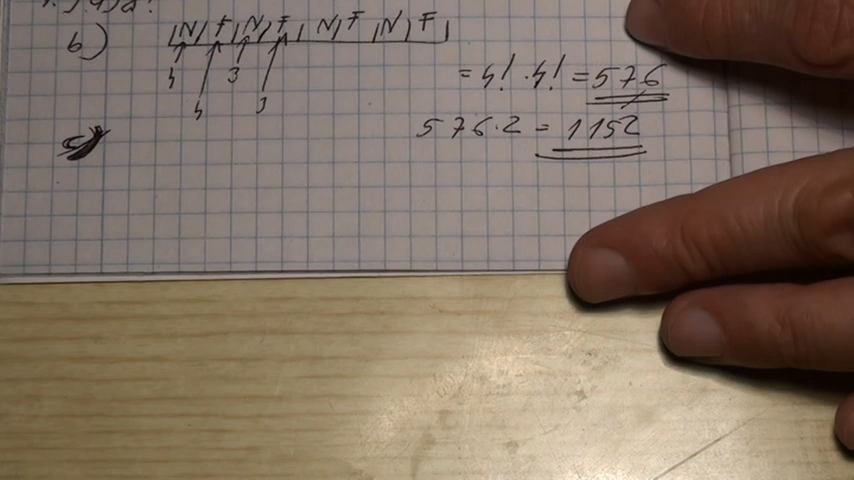 b) N F N F N F N F
4 3 = 4! · 4! = 576
4 3 576 · 2 = 1152